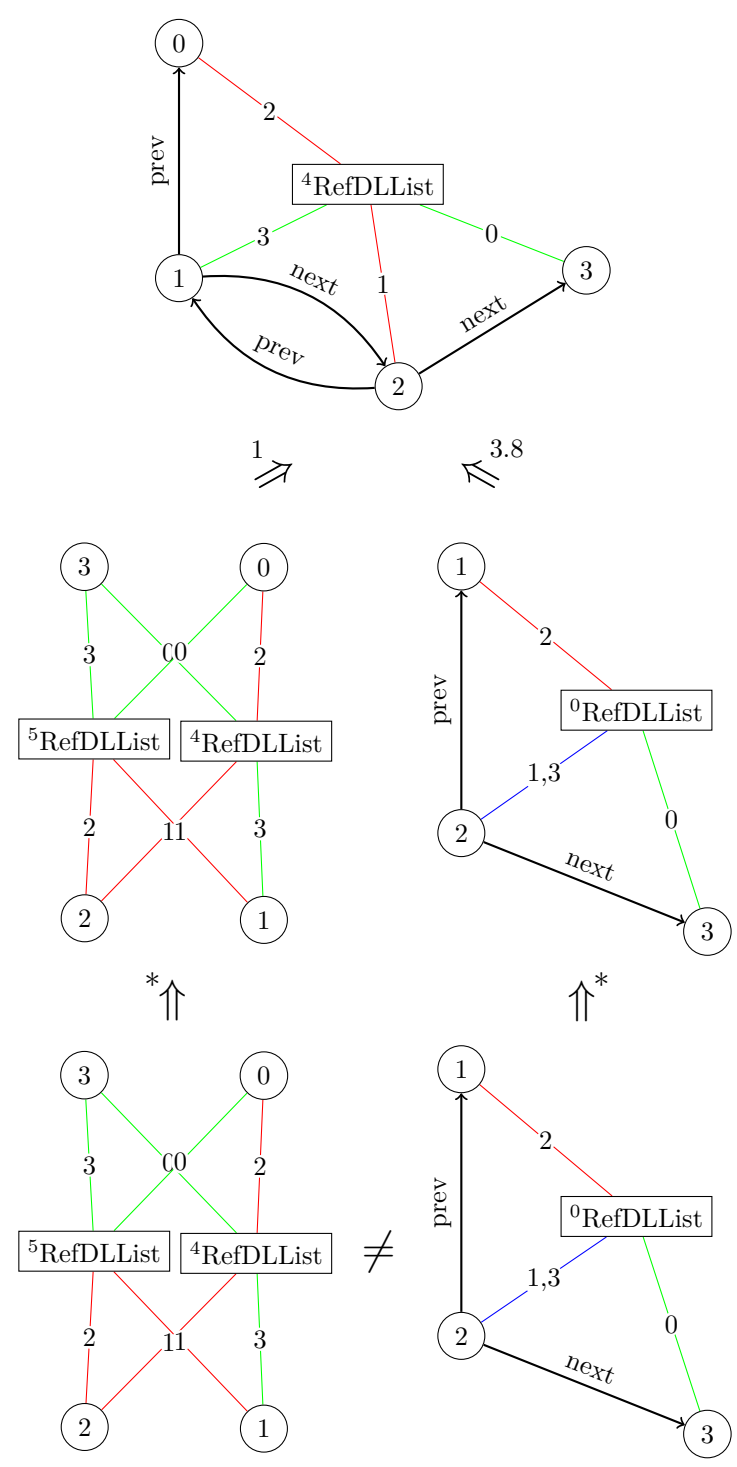 0
2
⁴RefDLList
prev
3
0
1
next
1
3
next
prev
2
1 ⇒ ⇐ 3.8
3 0 1
3 00 2 2
⁵RefDLList ⁴RefDLList prev ⁰RefDLList
1,3
2 11 3 0
2
next
2 1 3
* ⇑ ⇑ *
3 0 1
3 00 2 2
⁵RefDLList ⁴RefDLList ≠ prev ⁰RefDLList
1,3
2 11 3 0
2
next
2 1 3